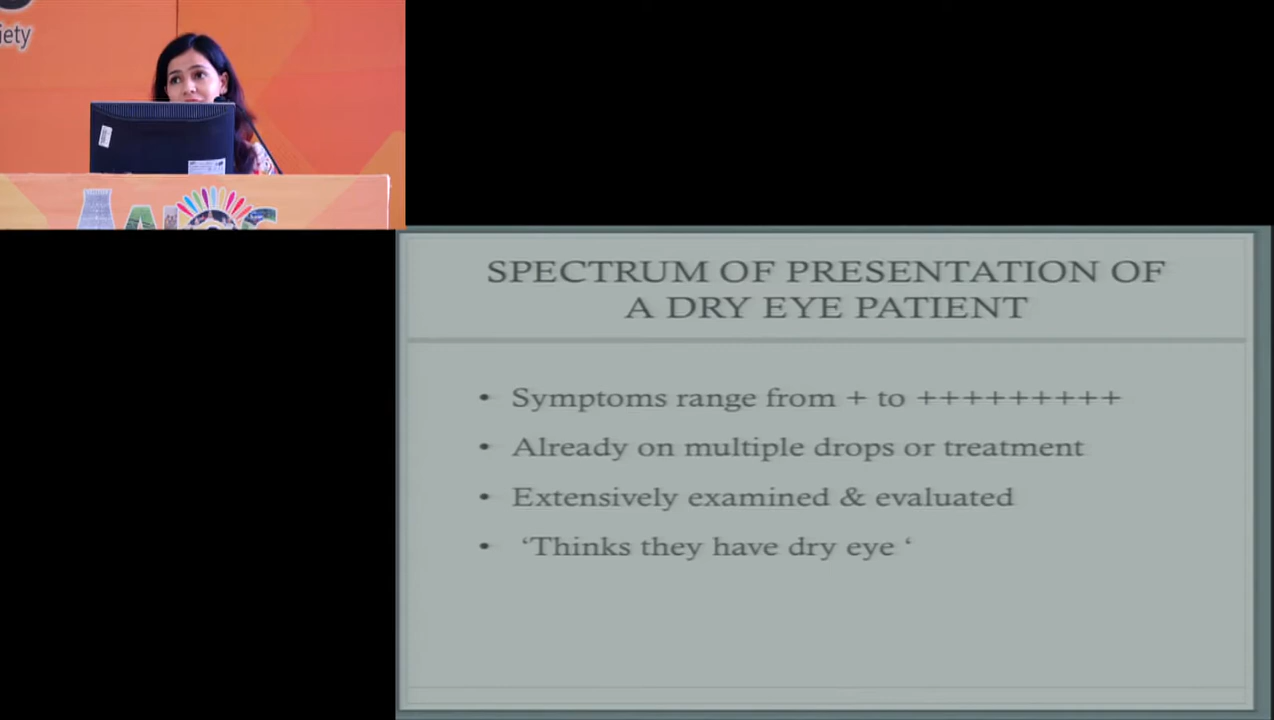 iety
SPECTRUM OF PRESENTATION OF
A DRY EYE PATIENT
• Symptoms range from + to +++++++++
• Already on multiple drops or treatment
• Extensively examined & evaluated
• ‘Thinks they have dry eye ‘